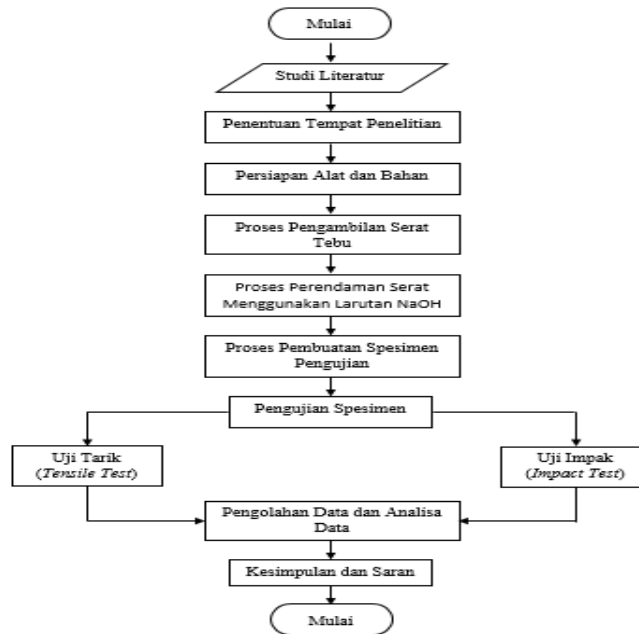 Mulai
Studi Literatur
Penentuan Tempat Penelitian
Persiapan Alat dan Bahan
Proses Pengambilan Serat
Tebu
Proses Perendaman Serat
Menggunakan Larutan NaOH
Proses Pembuatan Spesimen
Pengujian
Pengujian Spesimen
Uji Tarik
(Tensile Test)
Uji Impak
(Impact Test)
Pengolahan Data dan Analisa
Data
Kesimpulan dan Saran
Mulai